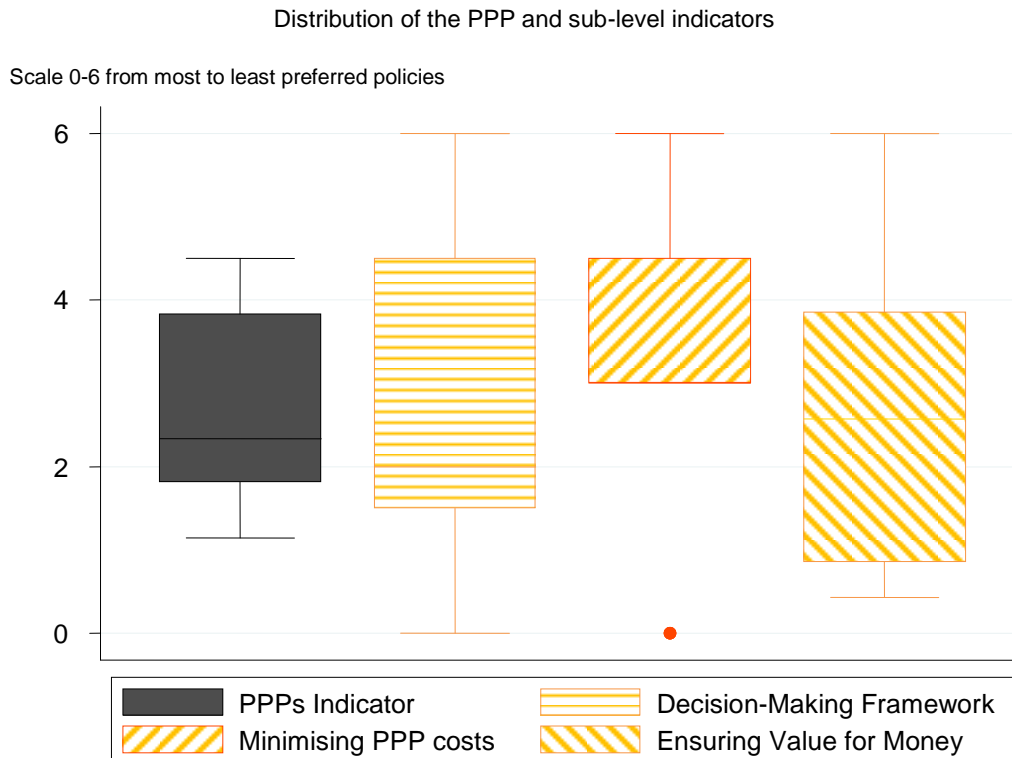 Distribution of the PPP and sub-level indicators
Scale 0-6 from most to least preferred policies
6
4
2
0
PPPs Indicator
Decision-Making Framework
Minimising PPP costs
Ensuring Value for Money